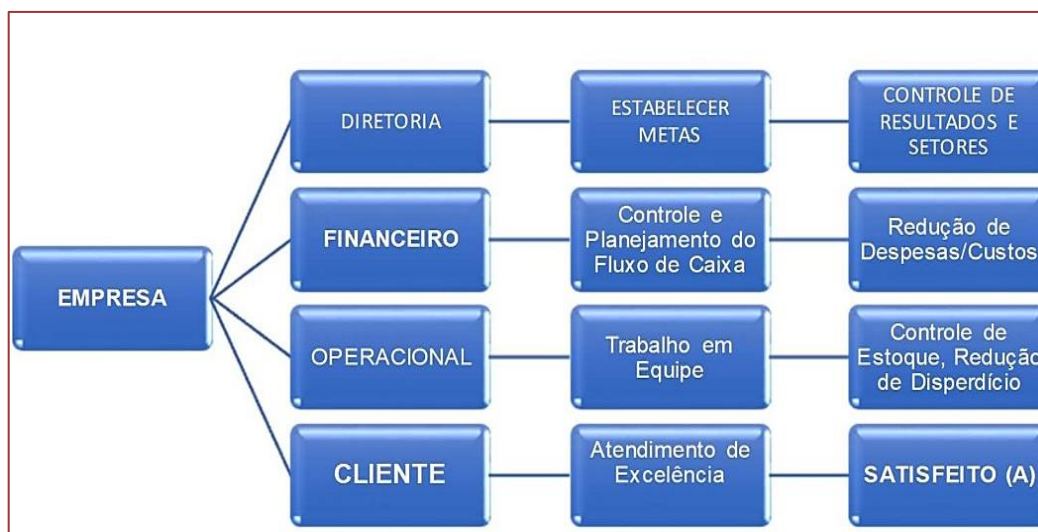 DIRETORIA
ESTABELECER
METAS
CONTROLE DE
RESULTADOS E
SETORES
EMPRESA
FINANCEIRO
Controle e
Planejamento do
Fluxo de Caixa
Redução de
Despesas/Custos
OPERACIONAL
Trabalho em
Equipe
Controle de
Estoque, Redução
de Disperdício
CLIENTE
Atendimento de
Excelência
SATISFEITO (A)